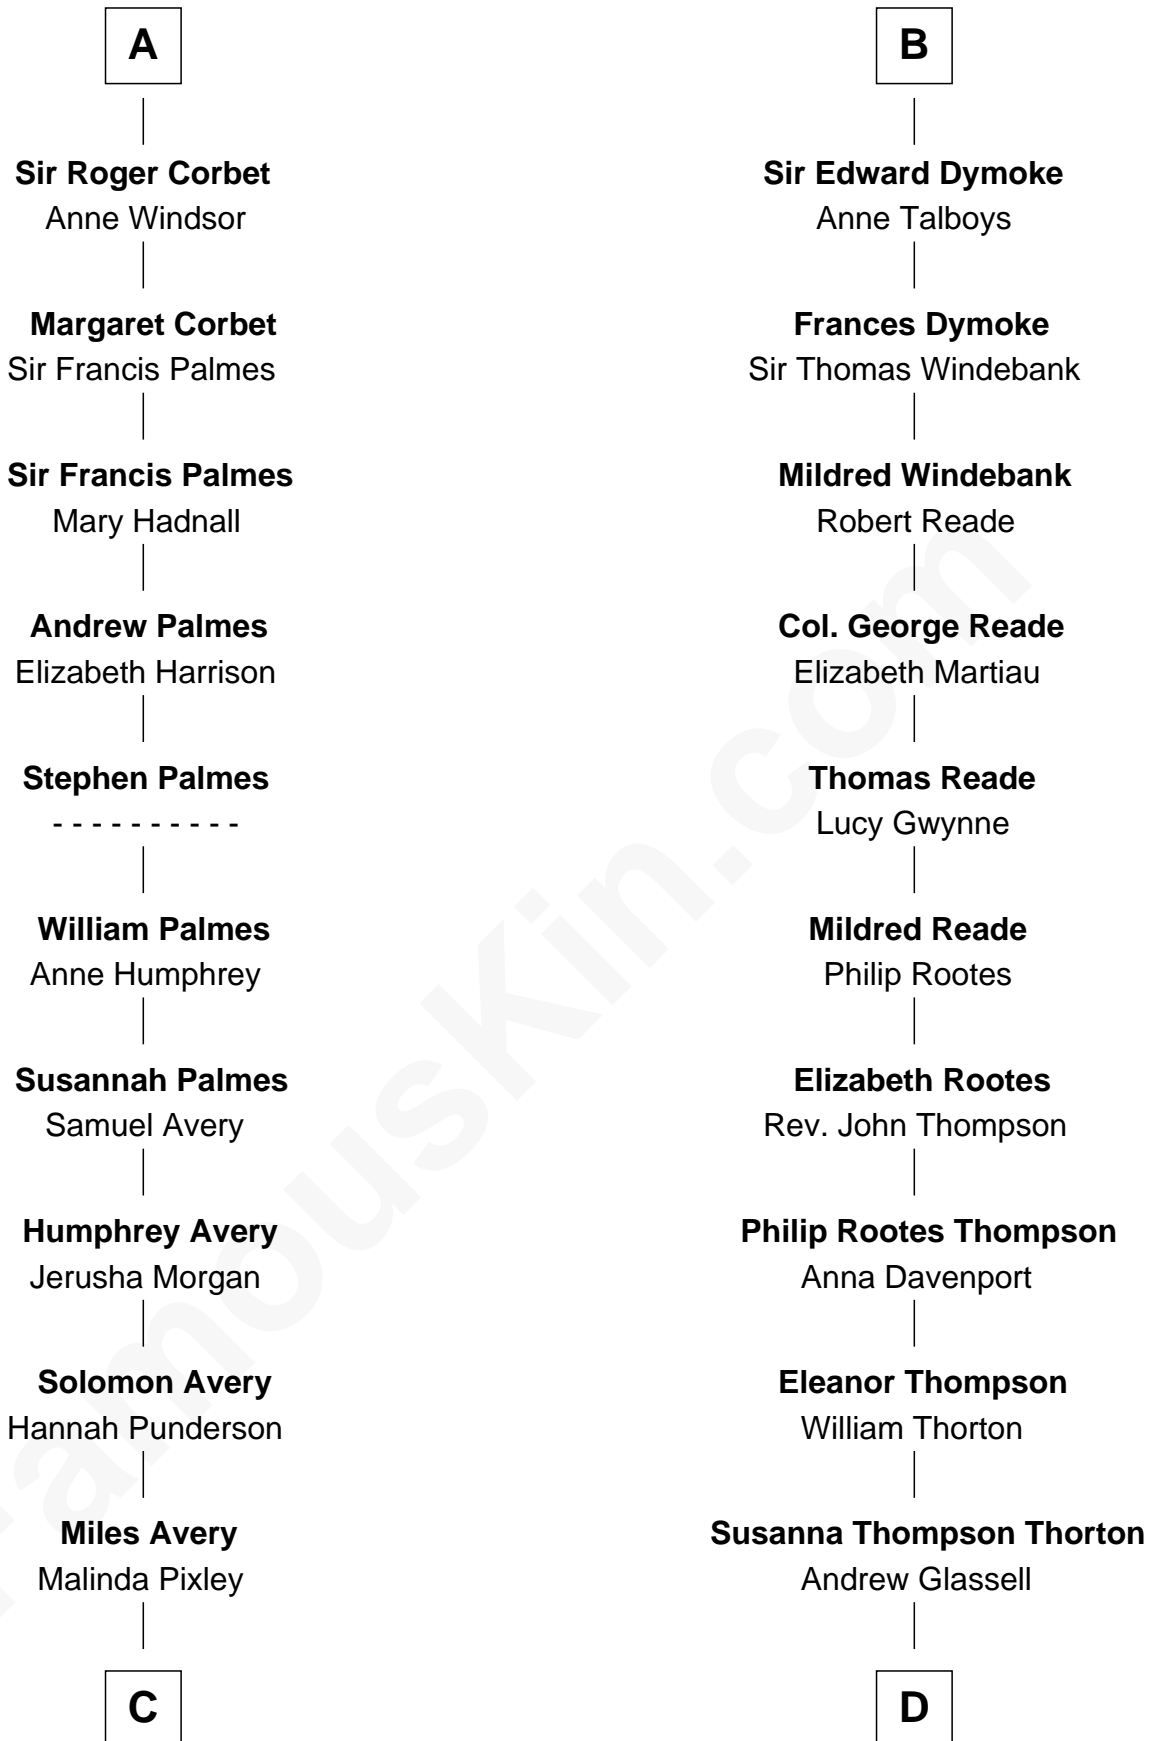 A
Sir Roger Corbet
Anne Windsor
Margaret Corbet
Sir Francis Palmes
Sir Francis Palmes
Mary Hadnall
Andrew Palmes
Elizabeth Harrison
Stephen Palmes
- - - - - - - - - -
William Palmes
Anne Humphrey
Susannah Palmes
Samuel Avery
Humphrey Avery
Jerusha Morgan
Solomon Avery
Hannah Punderson
Miles Avery
Malinda Pixley
C
B
Sir Edward Dymoke
Anne Talboys
Frances Dymoke
Sir Thomas Windebank
Mildred Windebank
Robert Reade
Col. George Reade
Elizabeth Martiau
Thomas Reade
Lucy Gwynne
Mildred Reade
Philip Rootes
Elizabeth Rootes
Rev. John Thompson
Philip Rootes Thompson
Anna Davenport
Eleanor Thompson
William Thorton
Susanna Thompson Thorton
Andrew Glassell
D
FamousKin.com